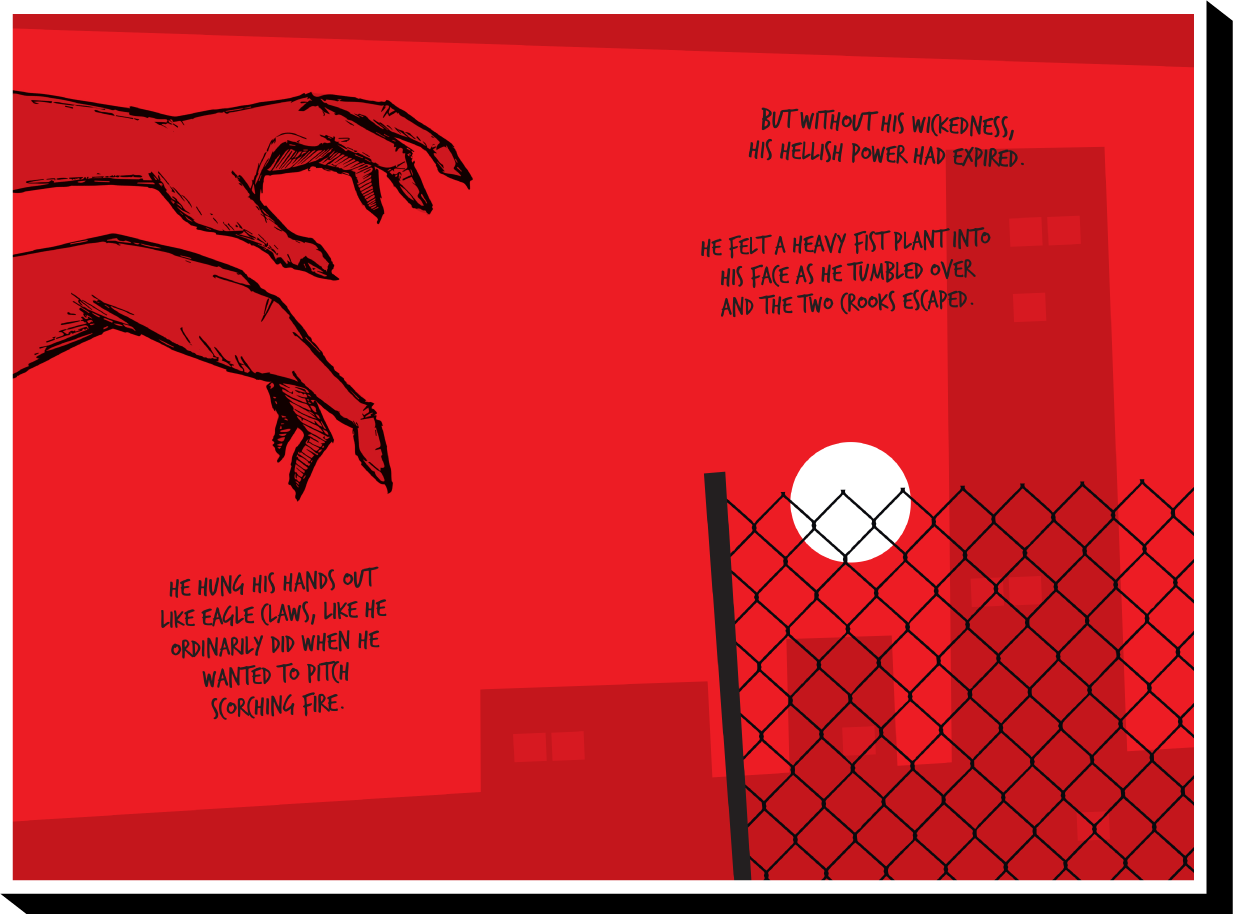 HE HUNG HIS HANDS OUT
LIKE EAGLE CLAWS, LIKE HE
ORDINARILY DID WHEN HE
WANTED TO PITCH
SCORCHING FIRE.
BUT WITHOUT HIS WICKEDNESS,
HIS HELLISH POWER HAD EXPIRED.
HE FELT A HEAVY FIST PLANT INTO
HIS FACE AS HE TUMBLED OVER
AND THE TWO CROOKS ESCAPED.